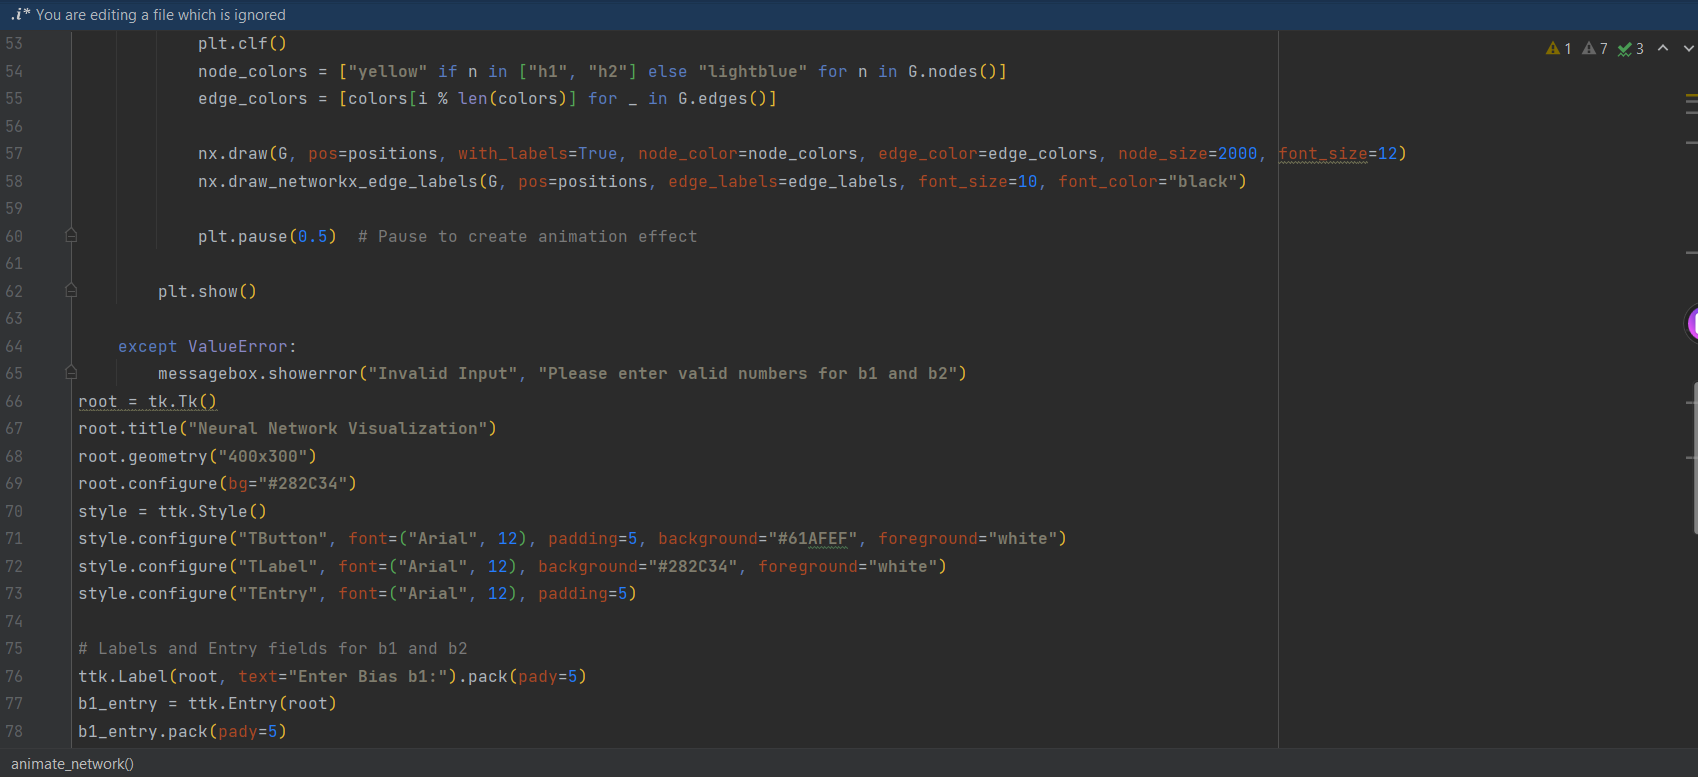 .i* You are editing a file which is ignored
1 7 3
53 plt.clf()
54 node_colors = ["yellow" if n in ["h1", "h2"] else "lightblue" for n in G.nodes()]
55 edge_colors = [colors[i % len(colors)] for _ in G.edges()]
56
57 nx.draw(G, pos=positions, with_labels=True, node_color=node_colors, edge_color=edge_colors, node_size=2000, font_size=12)
58 nx.draw_networkx_edge_labels(G, pos=positions, edge_labels=edge_labels, font_size=10, font_color="black")
59
60 plt.pause(0.5)  # Pause to create animation effect
61
62 plt.show()
63
64 except ValueError:
65 messagebox.showerror("Invalid Input", "Please enter valid numbers for b1 and b2")
66 root = tk.Tk()
67 root.title("Neural Network Visualization")
68 root.geometry("400x300")
69 root.configure(bg="#282C34")
70 style = ttk.Style()
71 style.configure("TButton", font=("Arial", 12), padding=5, background="#61AFEF", foreground="white")
72 style.configure("TLabel", font=("Arial", 12), background="#282C34", foreground="white")
73 style.configure("TEntry", font=("Arial", 12), padding=5)
74
75 # Labels and Entry fields for b1 and b2
76 ttk.Label(root, text="Enter Bias b1:").pack(pady=5)
77 b1_entry = ttk.Entry(root)
78 b1_entry.pack(pady=5)
animate_network()